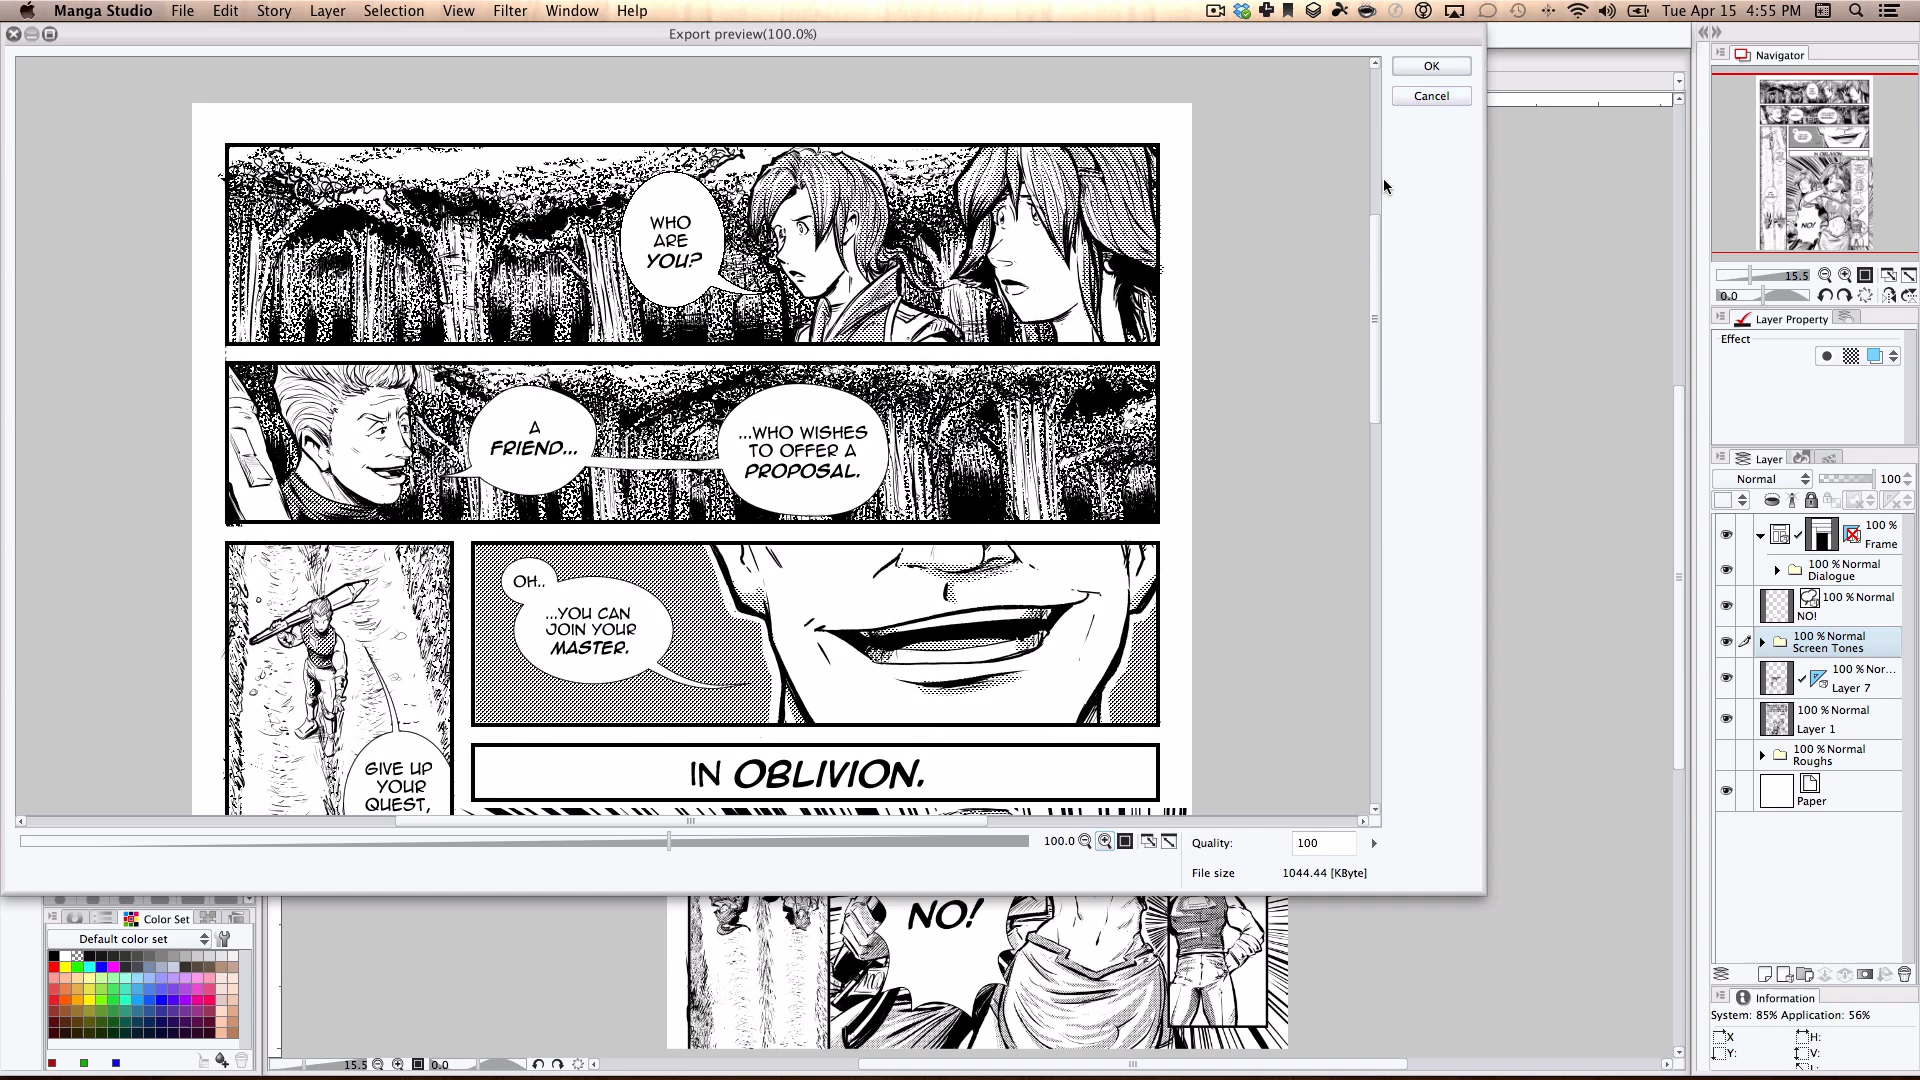 Manga Studio File Edit Story Layer Selection View Filter Window Help
Tue Apr 15 4:55 PM
Export preview(100.0%)
OK
Cancel
WHO
ARE
YOU?
A
FRIEND...
...WHO WISHES
TO OFFER A
PROPOSAL.
OH..
...YOU CAN
JOIN YOUR
MASTER.
GIVE UP
YOUR
QUEST,
IN OBLIVION.
100.0
Quality: 100
File size 1044.44 [KByte]
Color Set
Default color set
NO!
15.5 0.0
Navigator
NO!
15.5
0.0
Layer Property
Effect
Layer
Normal 100
100 %
Frame
100 % Normal
Dialogue
100 % Normal
NO!
100 % Normal
Screen Tones
100 % Nor...
Layer 7
100 % Normal
Layer 1
100 % Normal
Roughs
Paper
Information
System: 85% Application: 56%
X H:
Y: V: